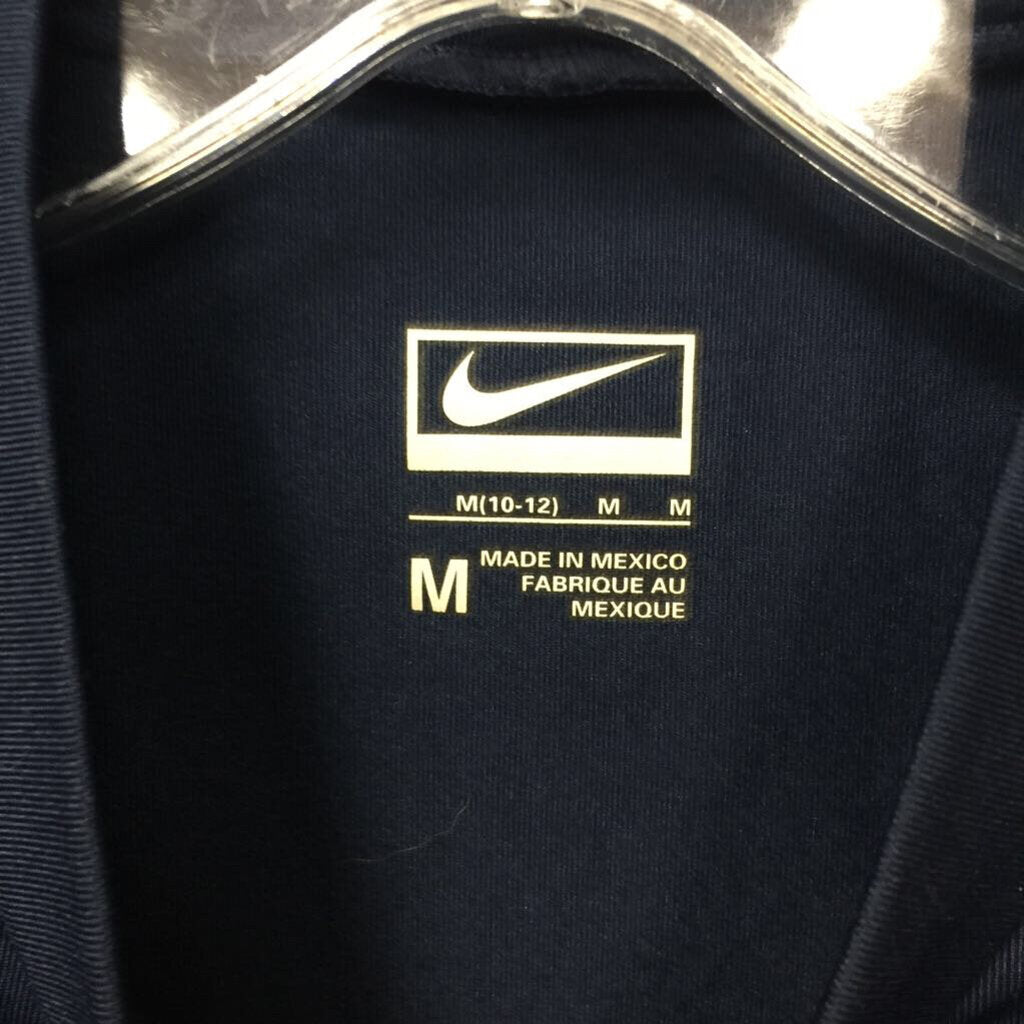 M(10-12) M M
M
MADE IN MEXICO
FABRIQUE AU
MEXIQUE